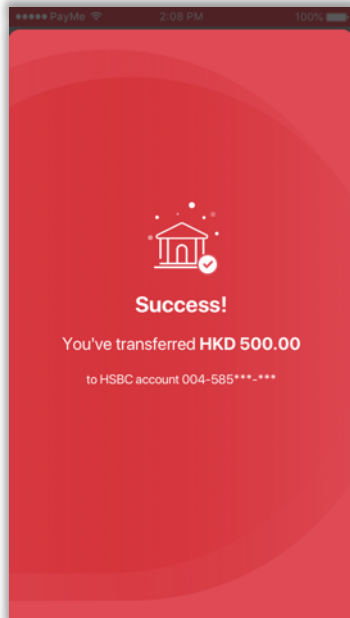 PayMe 2:08 PM 100%
Success!
You've transferred HKD 500.00
to HSBC account 004-585***-***